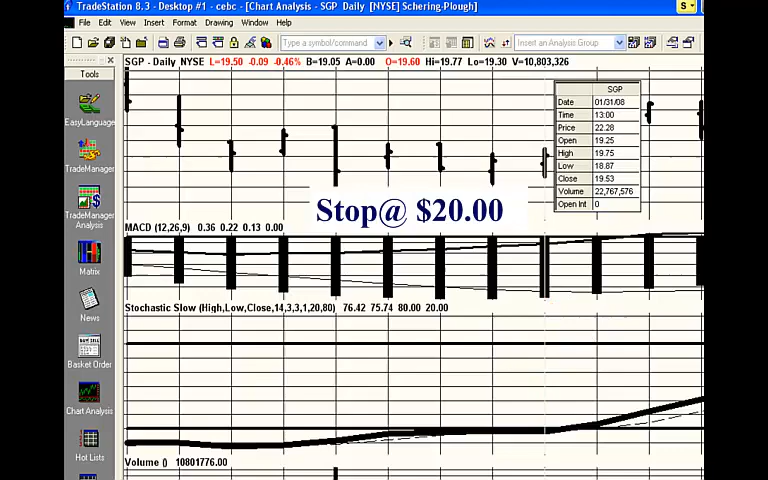 TradeStation 8.3 - Desktop #1 - cebc - [Chart Analysis - SGP Daily [NYSE] Schering-Plough]
S
File Edit View Insert Format Drawing Window Help
Type a symbol/command
Insert an Analysis Group
Tools
EasyLanguage
TradeManager
TradeManager Analysis
Matrix
News
Basket Order
Chart Analysis
Hot Lists
SGP - Daily NYSE L=19.50 -0.09 -0.46% B=19.05 A=0.00 O=19.60 Hi=19.77 Lo=19.30 V=10,803,326
SGP
Date 01/31/08
Time 13:00
Price 22.28
Open 19.25
High 19.75
Low 18.87
Close 19.53
Volume 22,767,576
Open Int 0
Stop@ $20.00
MACD (12,26,9) 0.36 0.22 0.13 0.00
Stochastic Slow (High,Low,Close,14,3,3,1,20,80) 76.42 75.74 80.00 20.00
Volume () 10801776.00